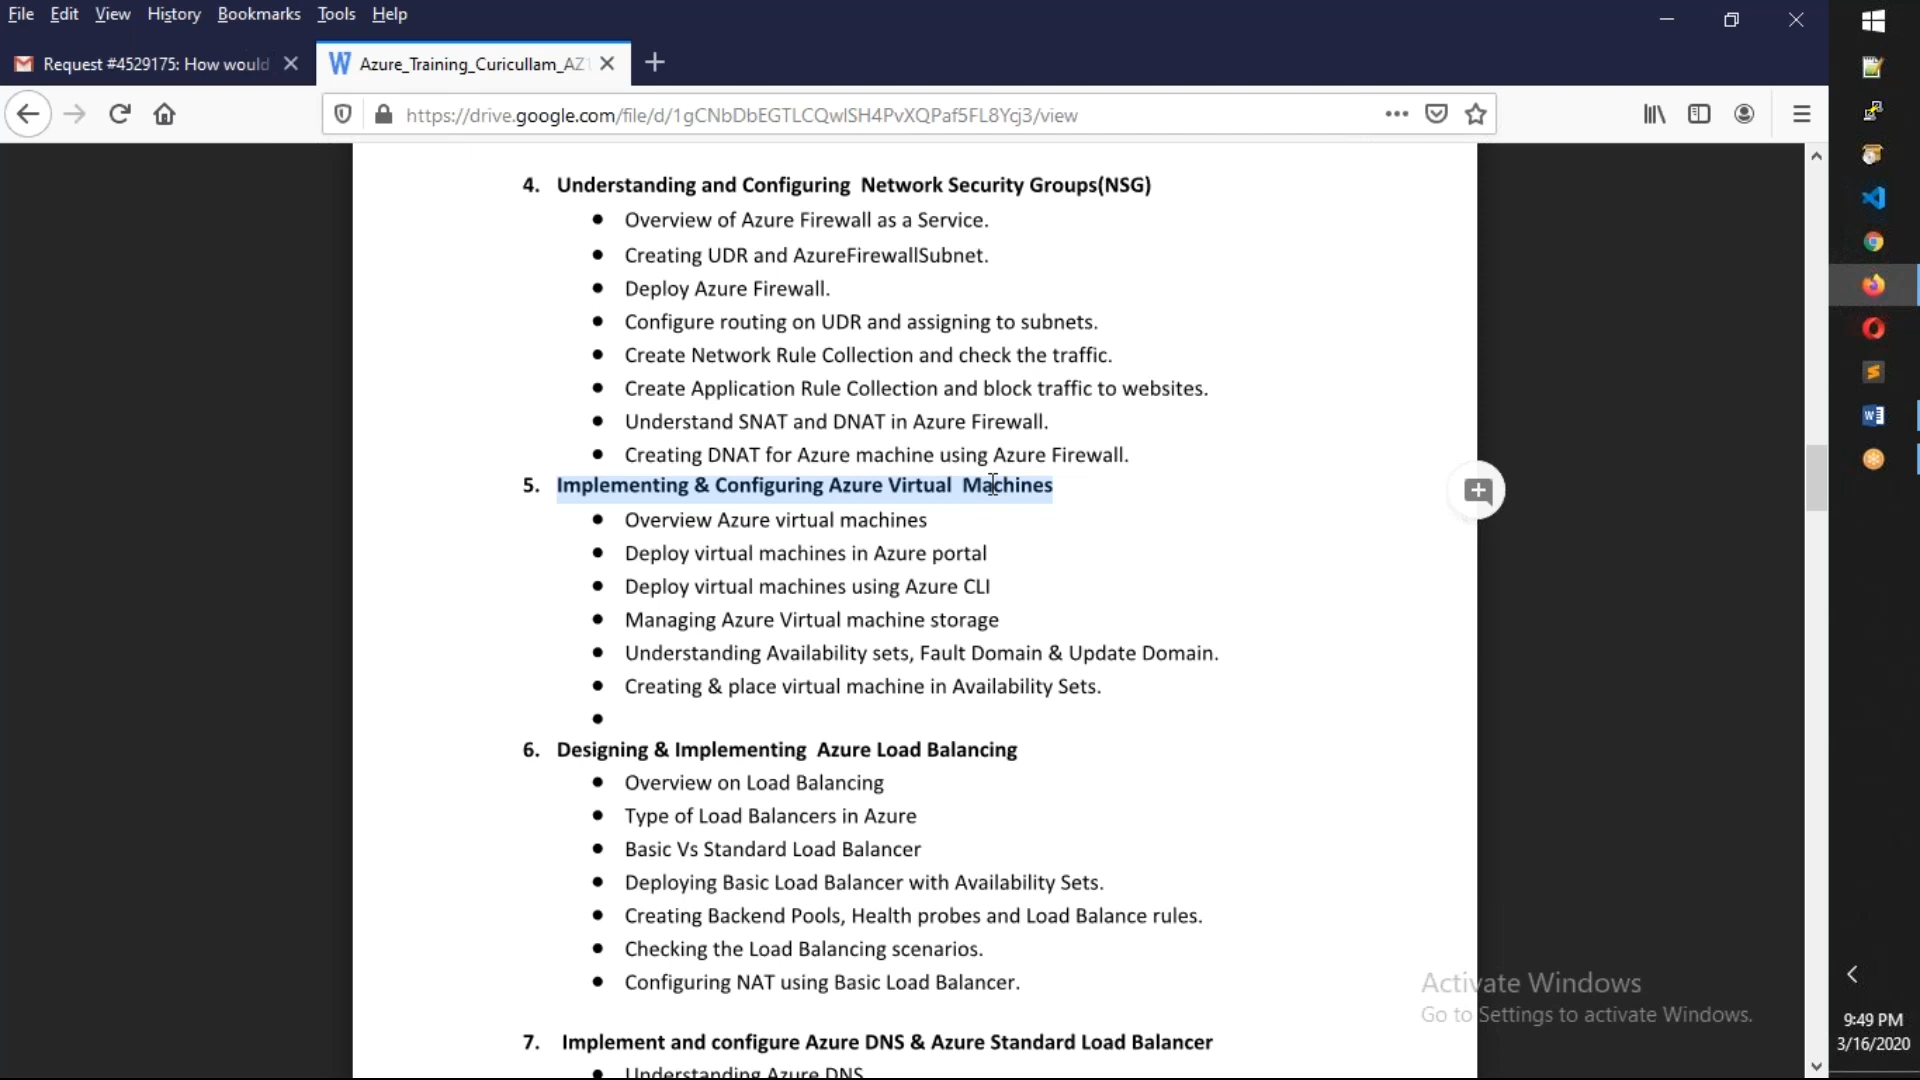 File Edit View History Bookmarks Tools Help
Request #4529175: How would
Azure_Training_Curicullam_AZ
https://drive.google.com/file/d/1gCNbDbEGTLCQwlSH4PvXQPaf5FL8Ycj3/view
4. Understanding and Configuring Network Security Groups(NSG)
● Overview of Azure Firewall as a Service.
● Creating UDR and AzureFirewallSubnet.
● Deploy Azure Firewall.
● Configure routing on UDR and assigning to subnets.
● Create Network Rule Collection and check the traffic.
● Create Application Rule Collection and block traffic to websites.
● Understand SNAT and DNAT in Azure Firewall.
● Creating DNAT for Azure machine using Azure Firewall.
5. Implementing & Configuring Azure Virtual Machines
● Overview Azure virtual machines
● Deploy virtual machines in Azure portal
● Deploy virtual machines using Azure CLI
● Managing Azure Virtual machine storage
● Understanding Availability sets, Fault Domain & Update Domain.
● Creating & place virtual machine in Availability Sets.
●
6. Designing & Implementing Azure Load Balancing
● Overview on Load Balancing
● Type of Load Balancers in Azure
● Basic Vs Standard Load Balancer
● Deploying Basic Load Balancer with Availability Sets.
● Creating Backend Pools, Health probes and Load Balance rules.
● Checking the Load Balancing scenarios.
● Configuring NAT using Basic Load Balancer.
7. Implement and configure Azure DNS & Azure Standard Load Balancer
● Understanding Azure DNS
Activate Windows
Go to Settings to activate Windows.
9:49 PM
3/16/2020